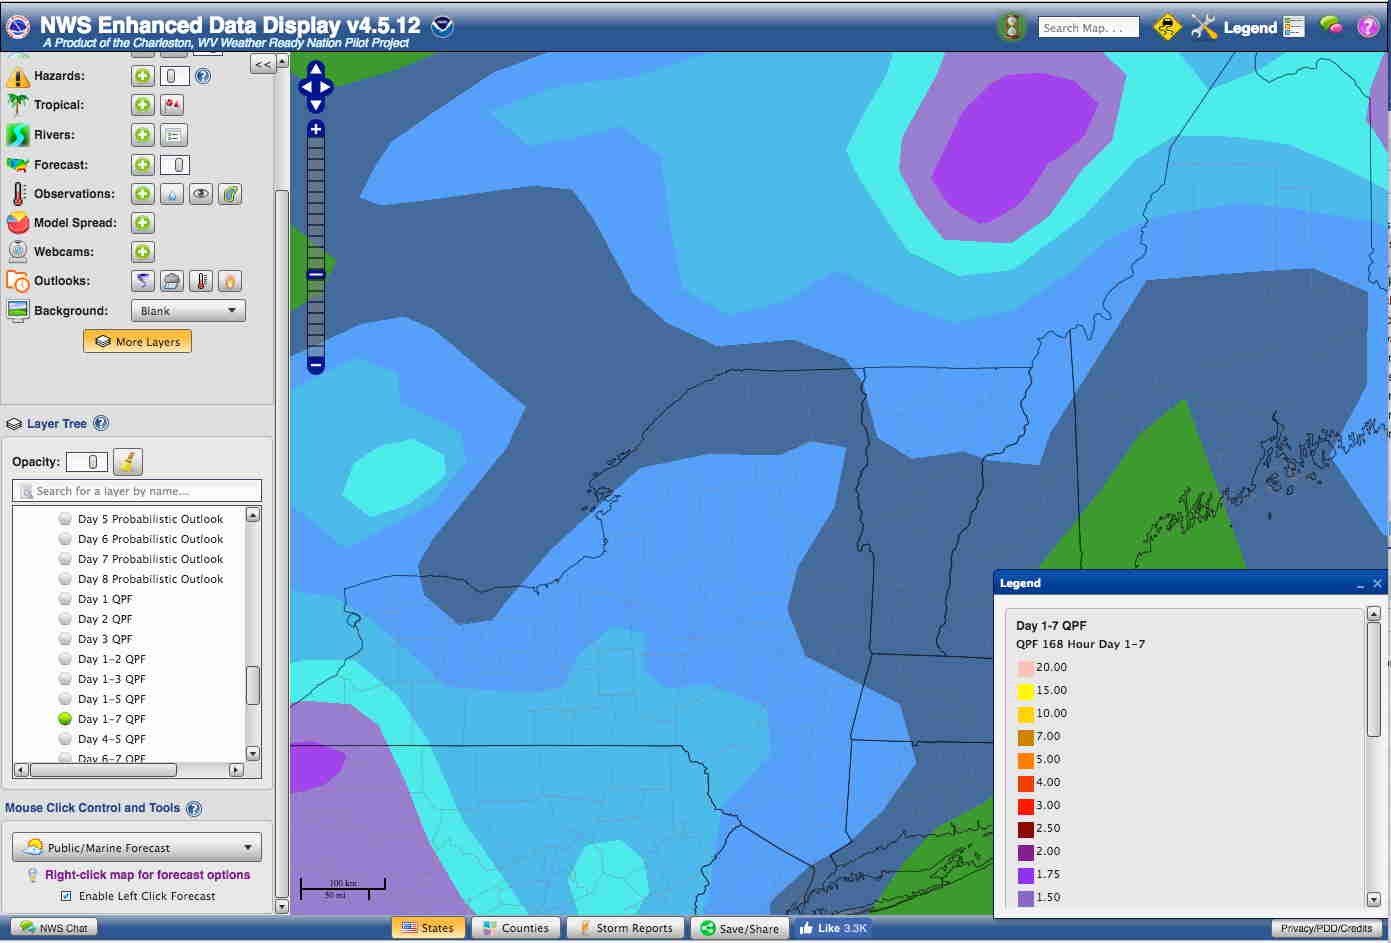 NWS Enhanced Data Display v4.5.12
A Product of the Charleston, WV Weather Ready Nation Pilot Project
Search Map. . .
Legend
<<
Hazards:
Tropical:
Rivers:
Forecast:
Observations:
Model Spread:
Webcams:
Outlooks:
Background:
Blank
More Layers
Layer Tree
Opacity:
Search for a layer by name...
Day 5 Probabilistic Outlook
Day 6 Probabilistic Outlook
Day 7 Probabilistic Outlook
Day 8 Probabilistic Outlook
Day 1 QPF
Day 2 QPF
Day 3 QPF
Day 1-2 QPF
Day 1-3 QPF
Day 1-5 QPF
Day 1-7 QPF
Day 4-5 QPF
Day 6-7 QPF
Mouse Click Control and Tools
Public/Marine Forecast
Right-click map for forecast options
Enable Left Click Forecast
100 km
50 mi
Legend
Day 1-7 QPF
QPF 168 Hour Day 1-7
20.00
15.00
10.00
7.00
5.00
4.00
3.00
2.50
2.00
1.75
1.50
NWS Chat
States
Counties
Storm Reports
Save/Share
Like 3.3K
Privacy/PDD/Credits